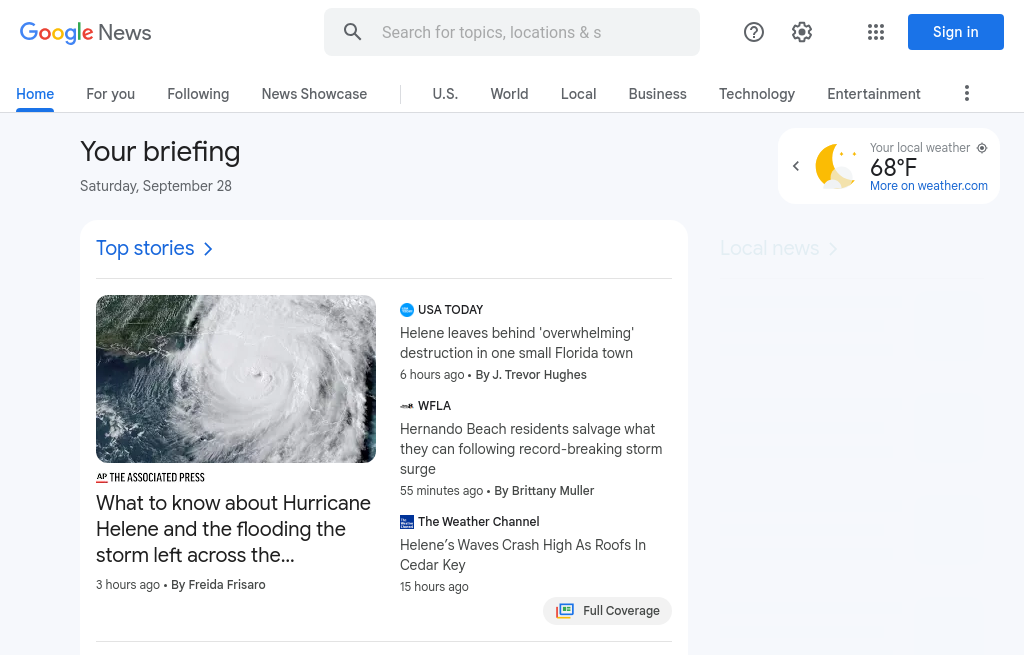 Google News
Search for topics, locations & s
Sign in
Home
For you
Following
News Showcase
U.S.
World
Local
Business
Technology
Entertainment
Your briefing
Saturday, September 28
Your local weather
68°F
More on weather.com
Top stories
Local news
USA TODAY
Helene leaves behind 'overwhelming'
destruction in one small Florida town
6 hours ago • By J. Trevor Hughes
WFLA
Hernando Beach residents salvage what
they can following record-breaking storm
surge
55 minutes ago • By Brittany Muller
The Weather Channel
Helene’s Waves Crash High As Roofs In
Cedar Key
15 hours ago
AP THE ASSOCIATED PRESS
What to know about Hurricane
Helene and the flooding the
storm left across the...
3 hours ago • By Freida Frisaro
Full Coverage